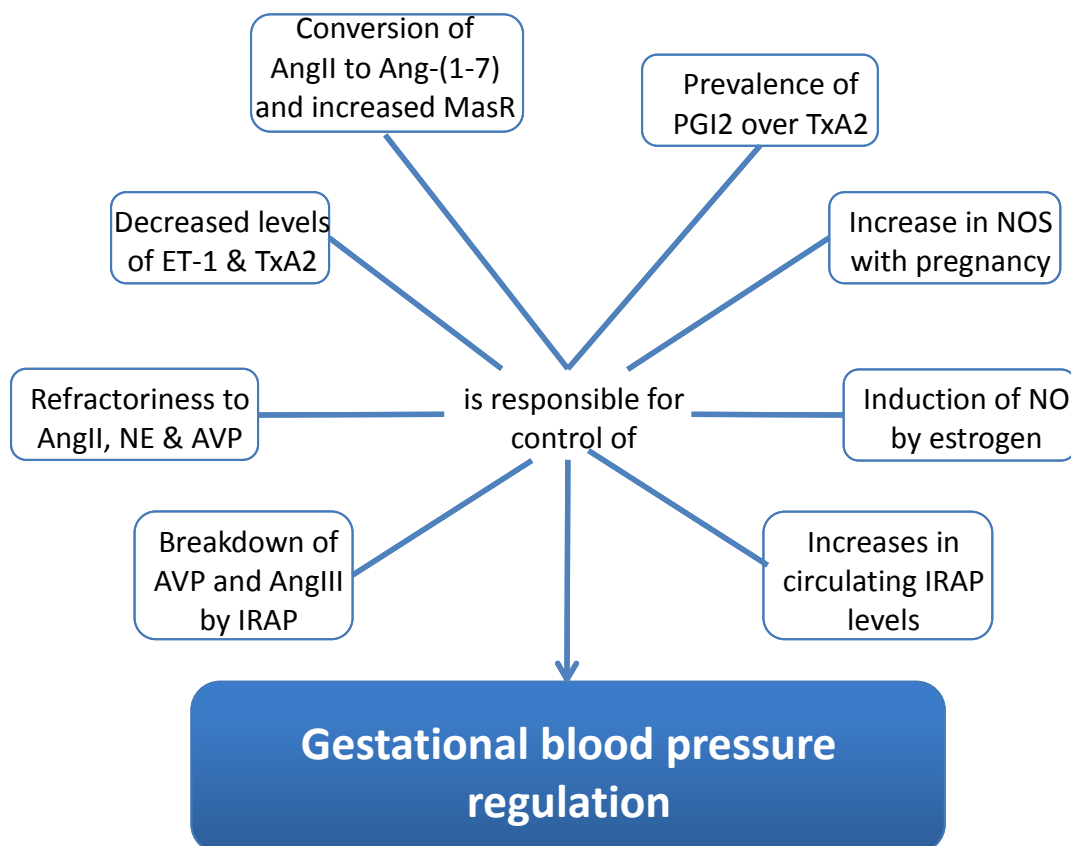 Conversion of
AngII to Ang-(1-7)
and increased MasR
Prevalence of
PGI2 over TxA2
Decreased levels
of ET-1 & TxA2
Increase in NOS
with pregnancy
Refractoriness to
AngII, NE & AVP
is responsible for
control of
Induction of NO
by estrogen
Breakdown of
AVP and AngIII
by IRAP
Increases in
circulating IRAP
levels
Gestational blood pressure
regulation